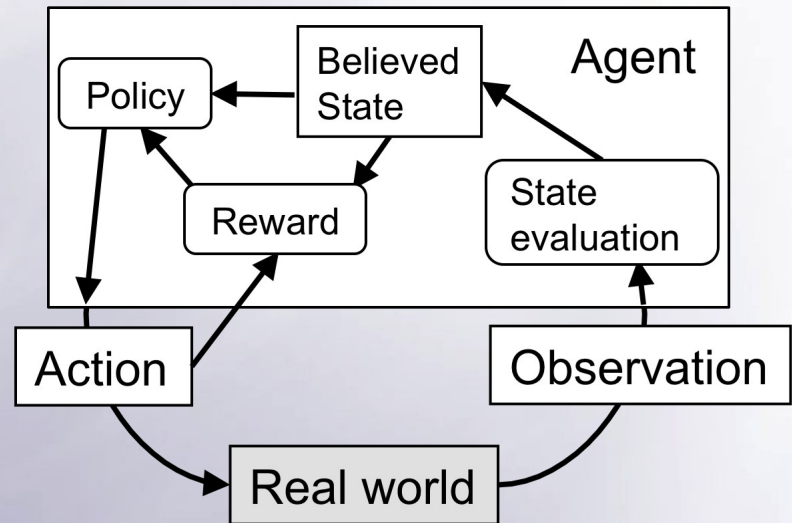 Agent
Believed
State
Policy
State
evaluation
Reward
Action
Observation
Real world